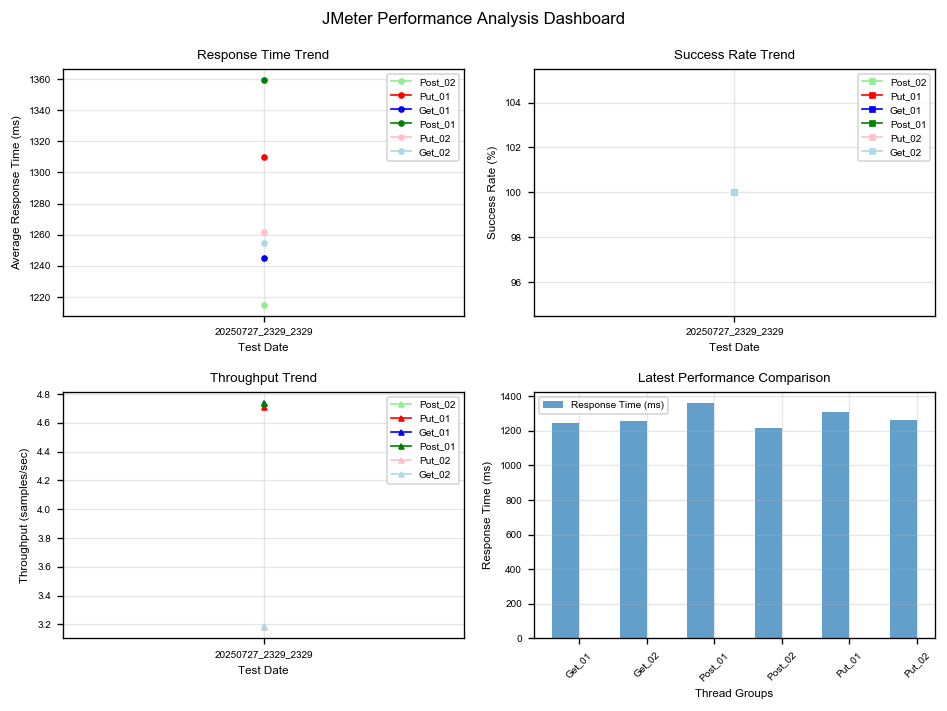 JMeter Performance Analysis Dashboard
Response Time Trend
Average Response Time (ms)
1360
1340
1320
1300
1280
1260
1240
1220
Post_02
Put_01
Get_01
Post_01
Put_02
Get_02
20250727_2329_2329
Test Date
Success Rate Trend
Success Rate (%)
104
102
100
98
96
Post_02
Put_01
Get_01
Post_01
Put_02
Get_02
20250727_2329_2329
Test Date
Throughput Trend
Throughput (samples/sec)
4.8
4.6
4.4
4.2
4.0
3.8
3.6
3.4
3.2
Post_02
Put_01
Get_01
Post_01
Put_02
Get_02
20250727_2329_2329
Test Date
Latest Performance Comparison
Response Time (ms)
1400
1200
1000
800
600
400
200
0
Response Time (ms)
Get_01
Get_02
Post_01
Post_02
Put_01
Put_02
Thread Groups